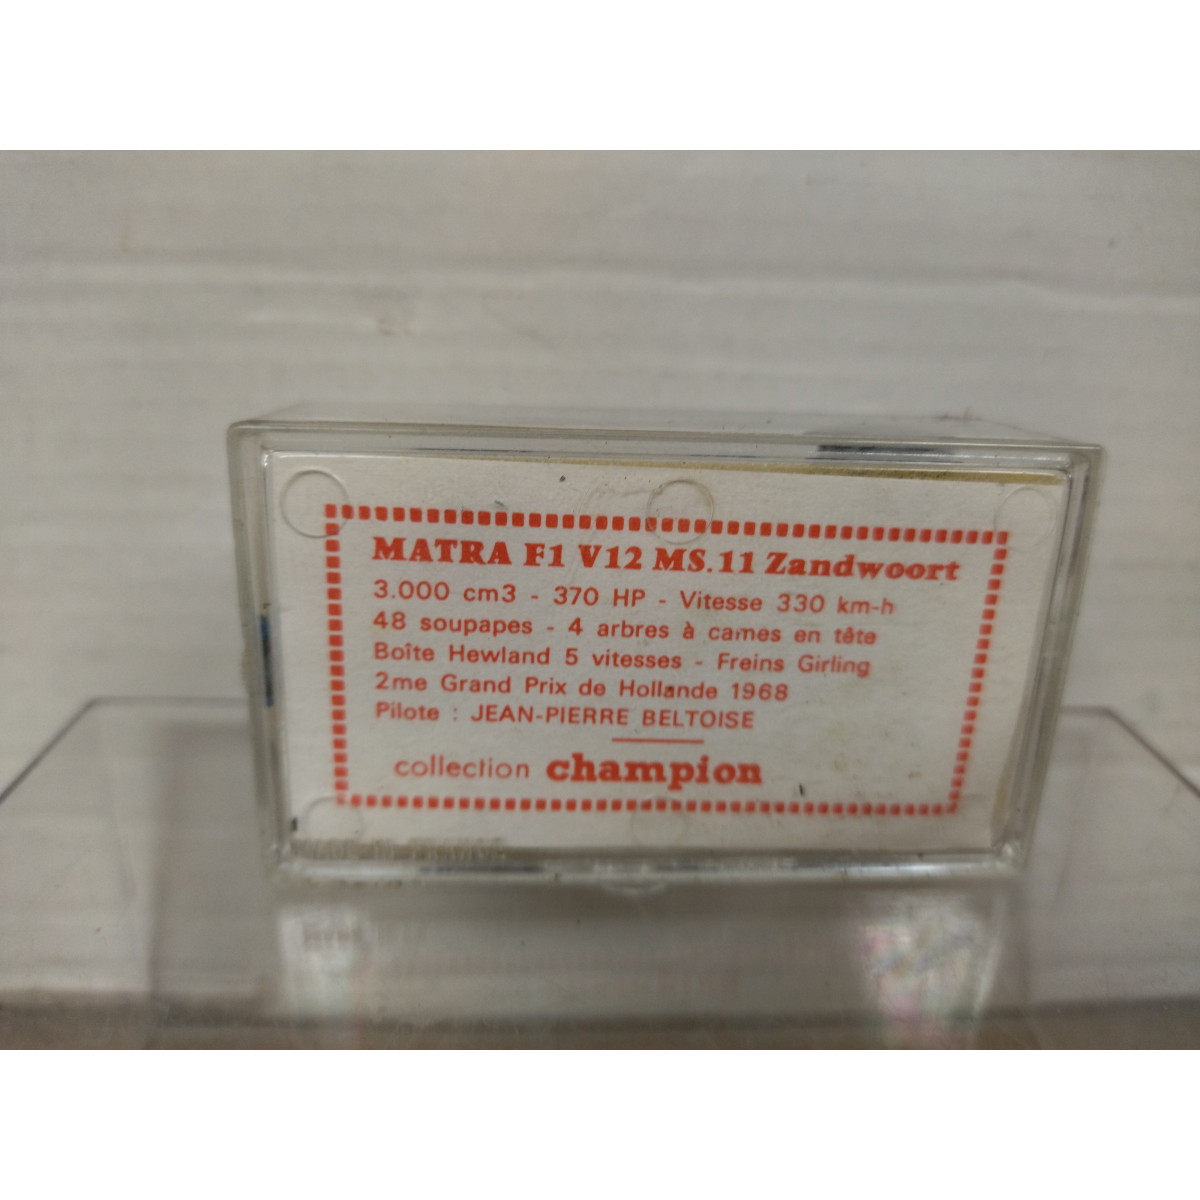 MATRA F1 V12 MS.11 Zandwoort
3.000 cm3 - 370 HP - Vitesse 330 km-h
48 soupapes - 4 arbres à cames en tête
Boîte Hewland 5 vitesses - Freins Girling
2me Grand Prix de Hollande 1968
Pilote : JEAN-PIERRE BELTOISE
collection champion